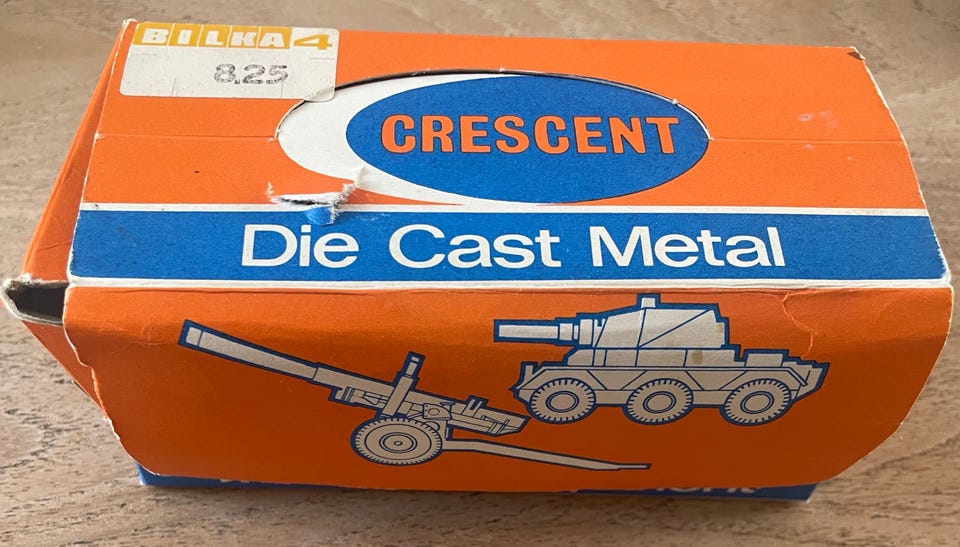 BILKA 4
8.25
CRESCENT
Die Cast Metal